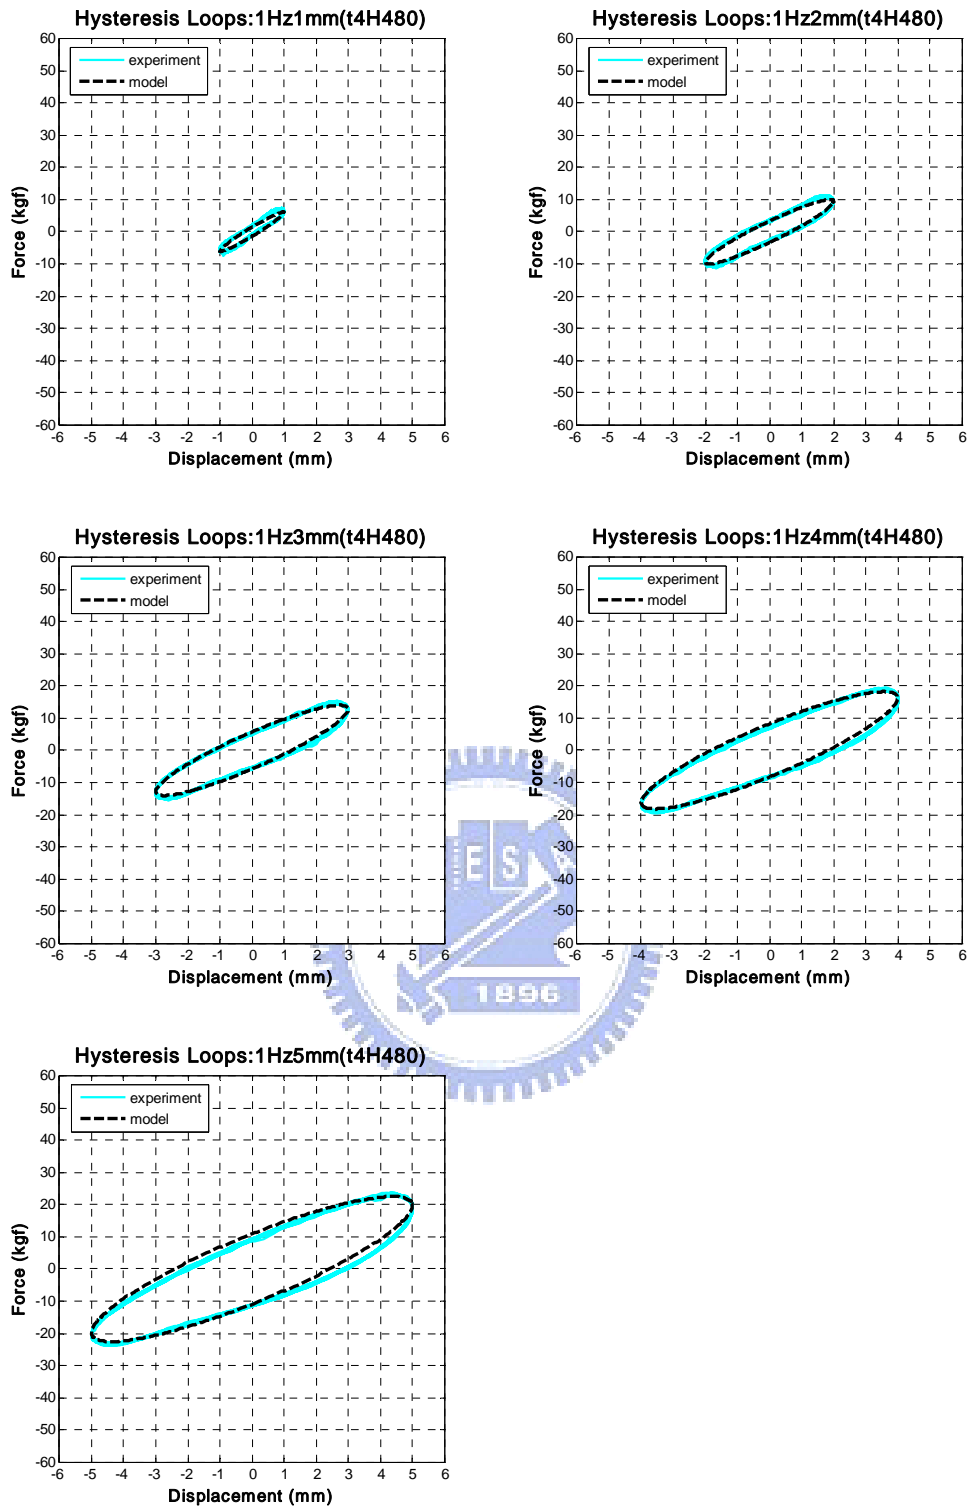 Hysteresis Loops:1Hz1mm(t4H480)
60
50
40
30
20
10
0
-10
-20
-30
-40
-50
-60
experiment
model
Force (kgf)
-6 -5 -4 -3 -2 -1 0 1 2 3 4 5 6
Displacement (mm)
Hysteresis Loops:1Hz2mm(t4H480)
60
50
40
30
20
10
0
-10
-20
-30
-40
-50
-60
experiment
model
Force (kgf)
-6 -5 -4 -3 -2 -1 0 1 2 3 4 5 6
Displacement (mm)
Hysteresis Loops:1Hz3mm(t4H480)
60
50
40
30
20
10
0
-10
-20
-30
-40
-50
-60
experiment
model
Force (kgf)
-6 -5 -4 -3 -2 -1 0 1 2 3 4 5 6
Displacement (mm)
Hysteresis Loops:1Hz4mm(t4H480)
60
50
40
30
20
10
0
-10
-20
-30
-40
-50
-60
experiment
model
Force (kgf)
-6 -5 -4 -3 -2 -1 0 1 2 3 4 5 6
Displacement (mm)
ES
1896
Hysteresis Loops:1Hz5mm(t4H480)
60
50
40
30
20
10
0
-10
-20
-30
-40
-50
-60
experiment
model
Force (kgf)
-6 -5 -4 -3 -2 -1 0 1 2 3 4 5 6
Displacement (mm)